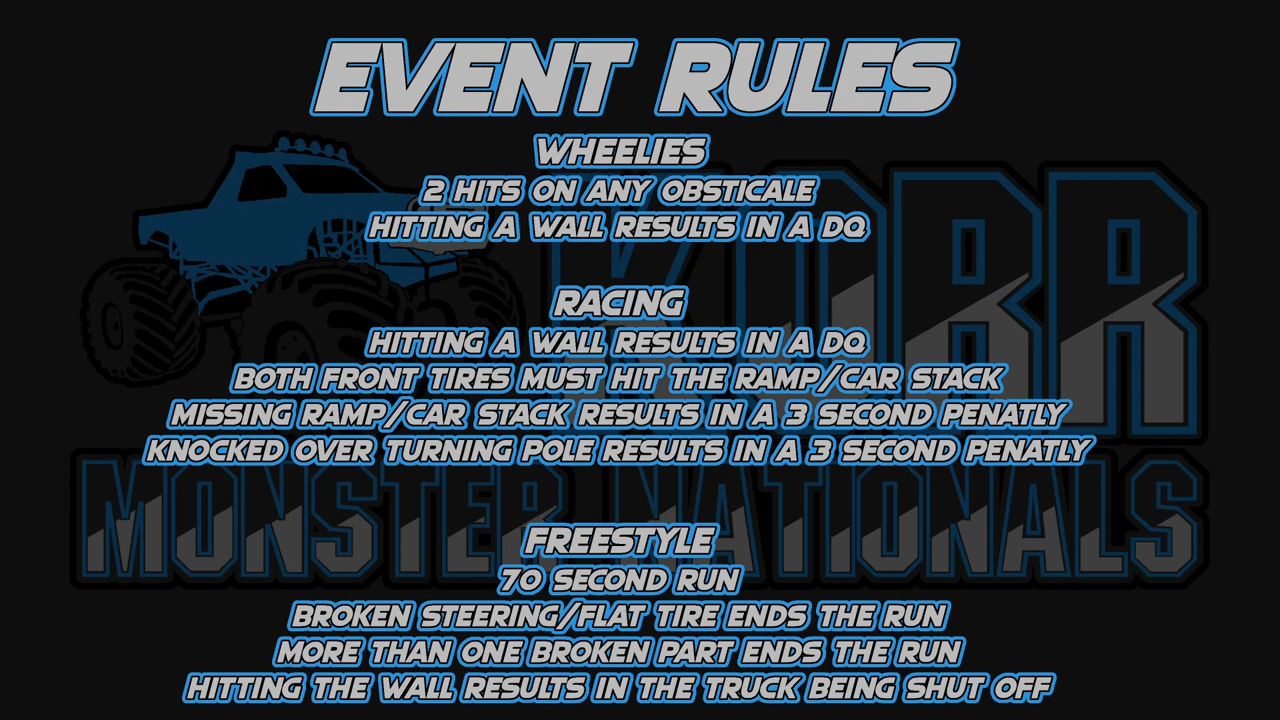 EVENT RULES
WHEELIES
2 HITS ON ANY OBSTICALE
HITTING A WALL RESULTS IN A DQ
RACING
HITTING A WALL RESULTS IN A DQ
BOTH FRONT TIRES MUST HIT THE RAMP/CAR STACK
MISSING RAMP/CAR STACK RESULTS IN A 3 SECOND PENATLY
KNOCKED OVER TURNING POLE RESULTS IN A 3 SECOND PENATLY
FREESTYLE
70 SECOND RUN
BROKEN STEERING/FLAT TIRE ENDS THE RUN
MORE THAN ONE BROKEN PART ENDS THE RUN
HITTING THE WALL RESULTS IN THE TRUCK BEING SHUT OFF
MONSTER NATIONALS